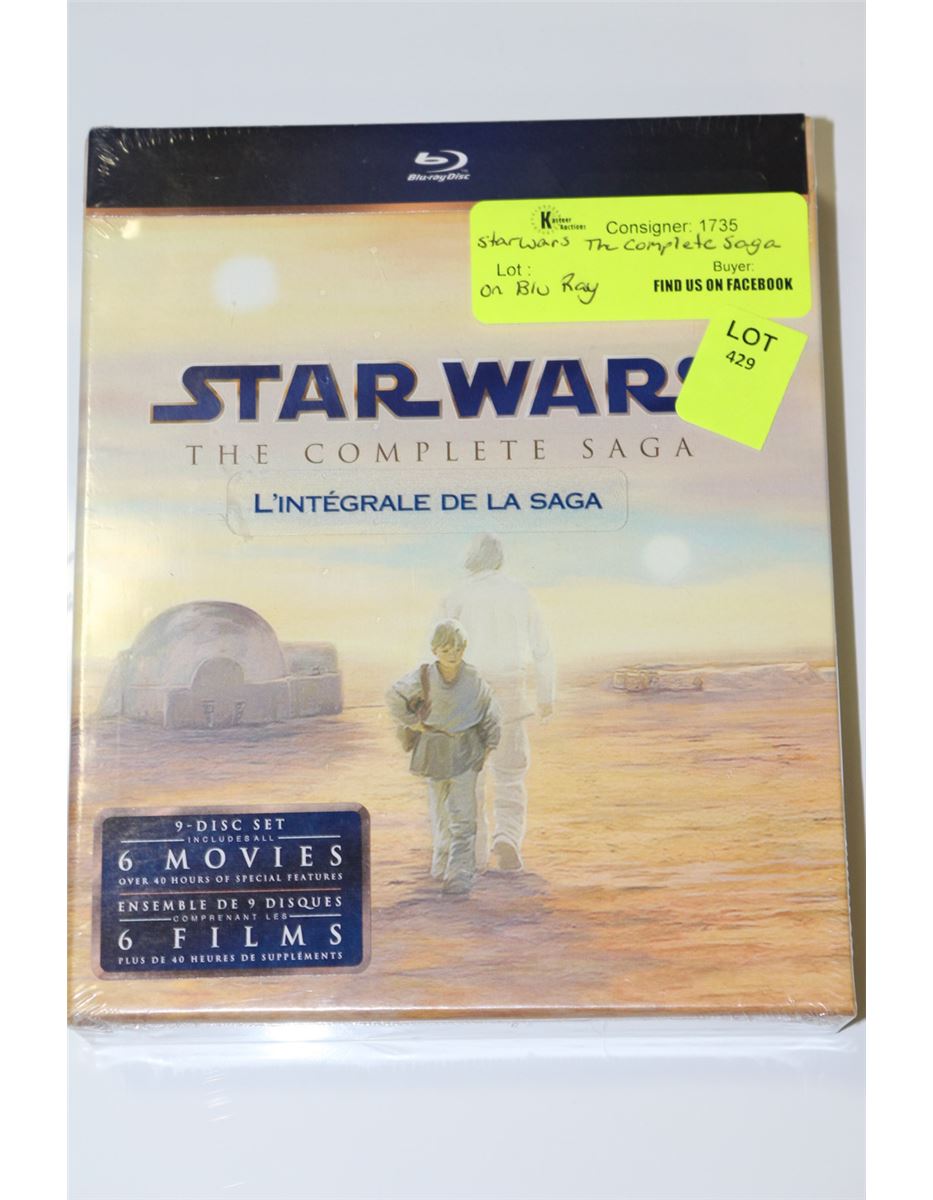 Blu-ray Disc
Kastner Auctions
Consigner: 1735
Starwars The Complete Saga
Lot :
Buyer:
on Blu Ray
FIND US ON FACEBOOK
LOT
429
STAR WARS
THE COMPLETE SAGA
L'INTÉGRALE DE LA SAGA
9-DISC SET
INCLUDES ALL
6 MOVIES
OVER 40 HOURS OF SPECIAL FEATURES
ENSEMBLE DE 9 DISQUES
COMPRENANT LES
6 FILMS
PLUS DE 40 HEURES DE SUPPLÉMENTS